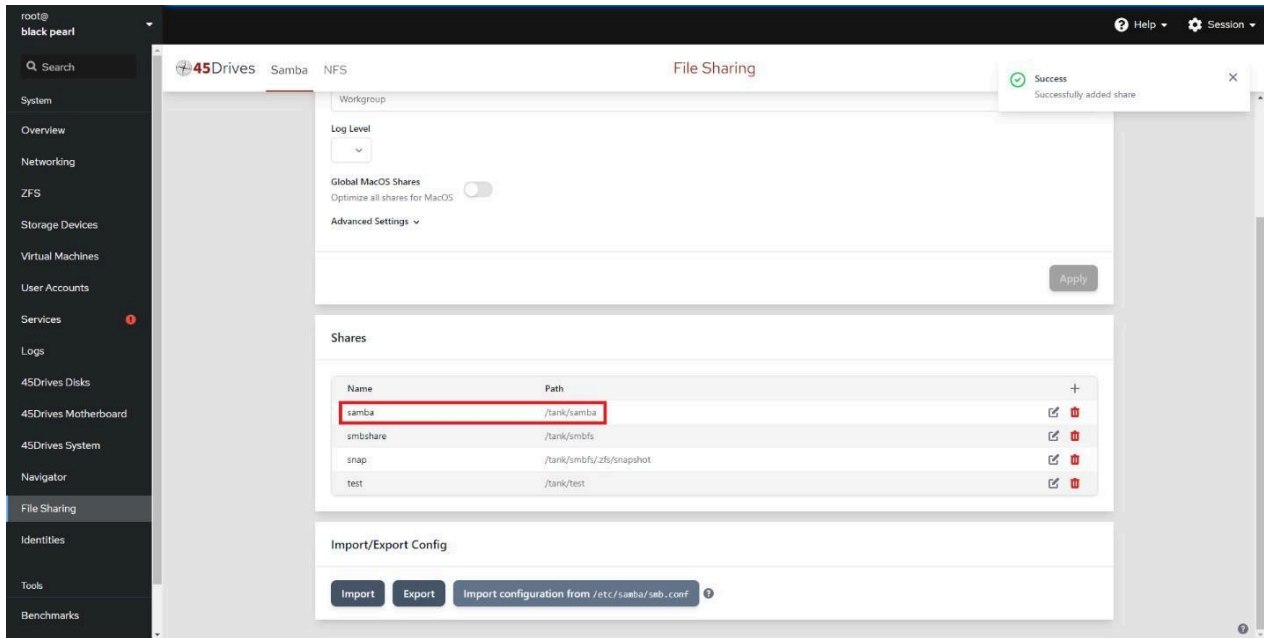 root@
black pearl
Help
Session
Search
System
Overview
Networking
ZFS
Storage Devices
Virtual Machines
User Accounts
Services
Logs
45Drives Disks
45Drives Motherboard
45Drives System
Navigator
File Sharing
Identities
Tools
Benchmarks
45Drives Samba NFS File Sharing
Success
Successfully added share
Workgroup
Log Level
Global MacOS Shares
Optimize all shares for MacOS
Advanced Settings
Apply
Shares
Name Path
samba /tank/samba
smbshare /tank/smbfs
snap /tank/smbfs/.zfs/snapshot
test /tank/test
Import/Export Config
Import Export Import configuration from /etc/samba/smb.conf